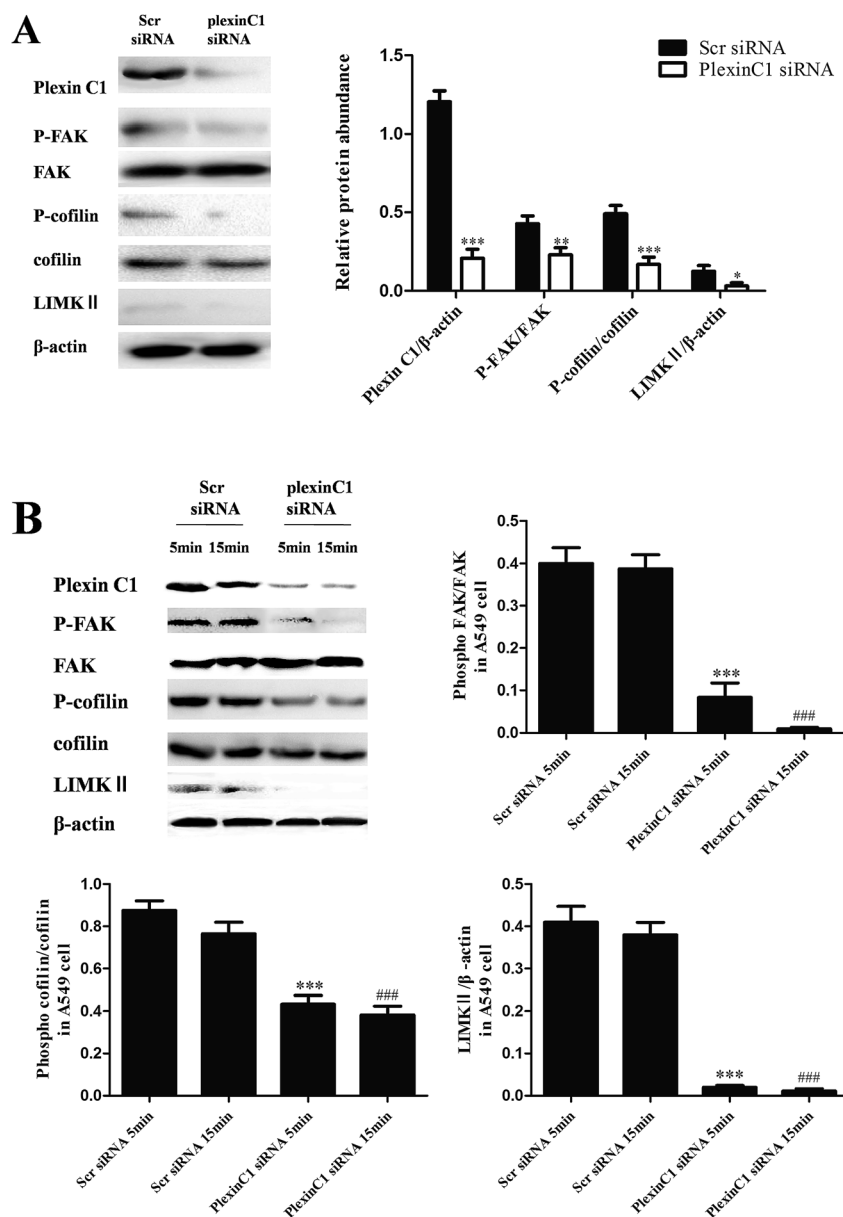 A
Scr siRNA
plexinC1 siRNA
Plexin C1
P-FAK
FAK
P-cofilin
cofilin
LIMK Ⅱ
β-actin
Relative protein abundance
1.5
1.0
0.5
0.0
Scr siRNA
PlexinC1 siRNA
***
**
***
*
Plexin C1/β-actin
P-FAK/FAK
P-cofilin/cofilin
LIMK Ⅱ/β-actin
B
Scr siRNA
plexinC1 siRNA
5min 15min 5min 15min
Plexin C1
P-FAK
FAK
P-cofilin
cofilin
LIMK Ⅱ
β-actin
Phospho FAK/FAK
in A549 cell
0.5
0.4
0.3
0.2
0.1
0.0
***
###
Scr siRNA 5min
Scr siRNA 15min
PlexinC1 siRNA 5min
PlexinC1 siRNA 15min
Phospho cofilin/cofilin
in A549 cell
1.0
0.8
0.6
0.4
0.2
0.0
***
###
Scr siRNA 5min
Scr siRNA 15min
PlexinC1 siRNA 5min
PlexinC1 siRNA 15min
LIMKⅡ/β -actin
in A549 cell
0.5
0.4
0.3
0.2
0.1
0.0
***
###
Scr siRNA 5min
Scr siRNA 15min
PlexinC1 siRNA 5min
PlexinC1 siRNA 15min